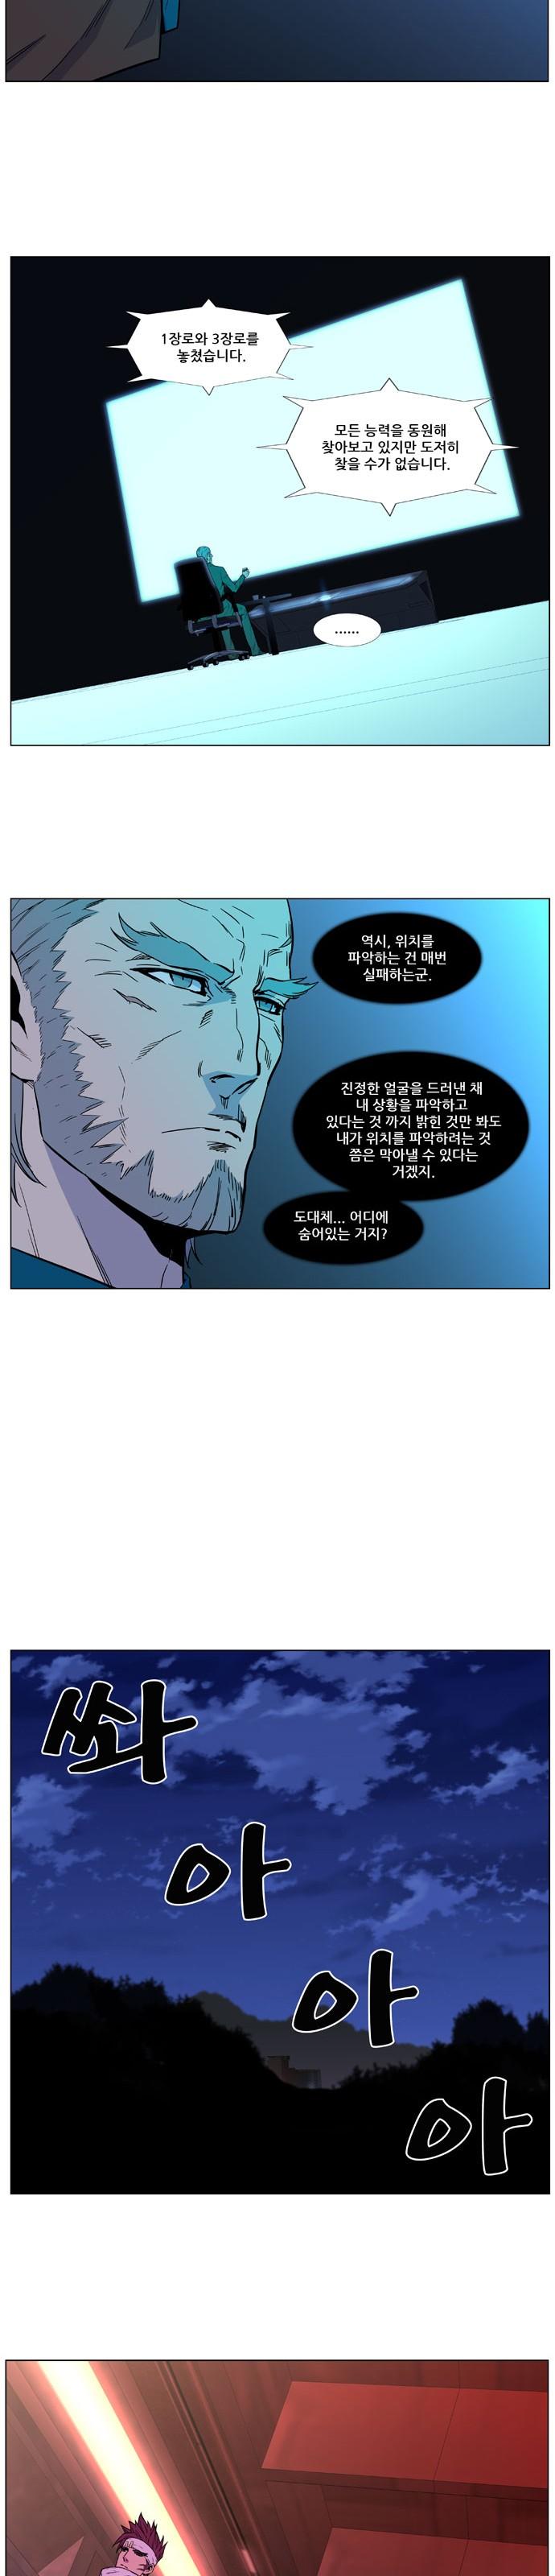 1장로와 3장로를
놓쳤습니다.
모든 능력을 동원해
찾아보고 있지만 도저히
찾을 수가 없습니다.
......
역시, 위치를
파악하는 건 매번
실패하는군.
진정한 얼굴을 드러낸 채
내 상황을 파악하고
있다는 것 까지 밝힌 것만 봐도
내가 위치를 파악하려는 것
쯤은 막아낼 수 있다는
거겠지.
도대체... 어디에
숨어있는 거지?
쏴
아
아
아